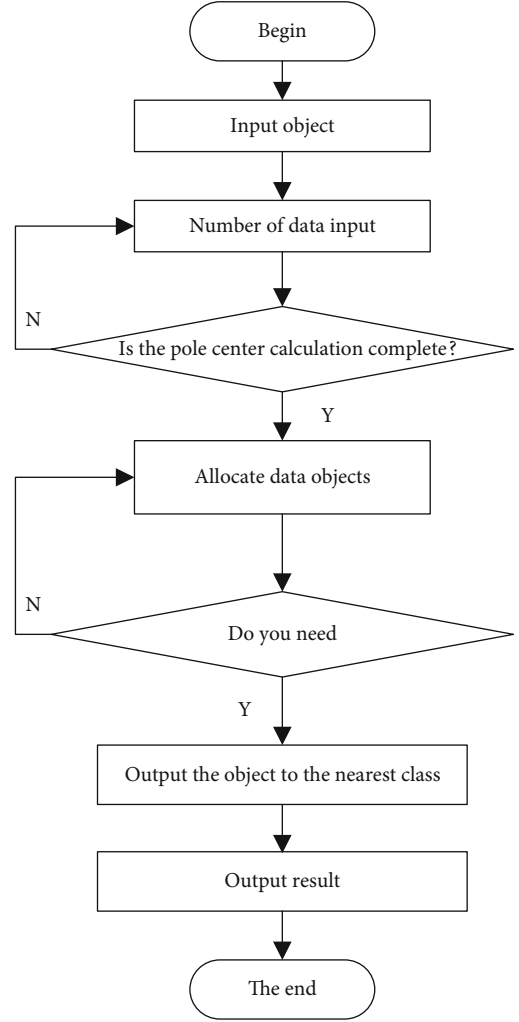 Begin
Input object
Number of data input
N
Is the pole center calculation complete?
Y
Allocate data objects
N
Do you need
Y
Output the object to the nearest class
Output result
The end